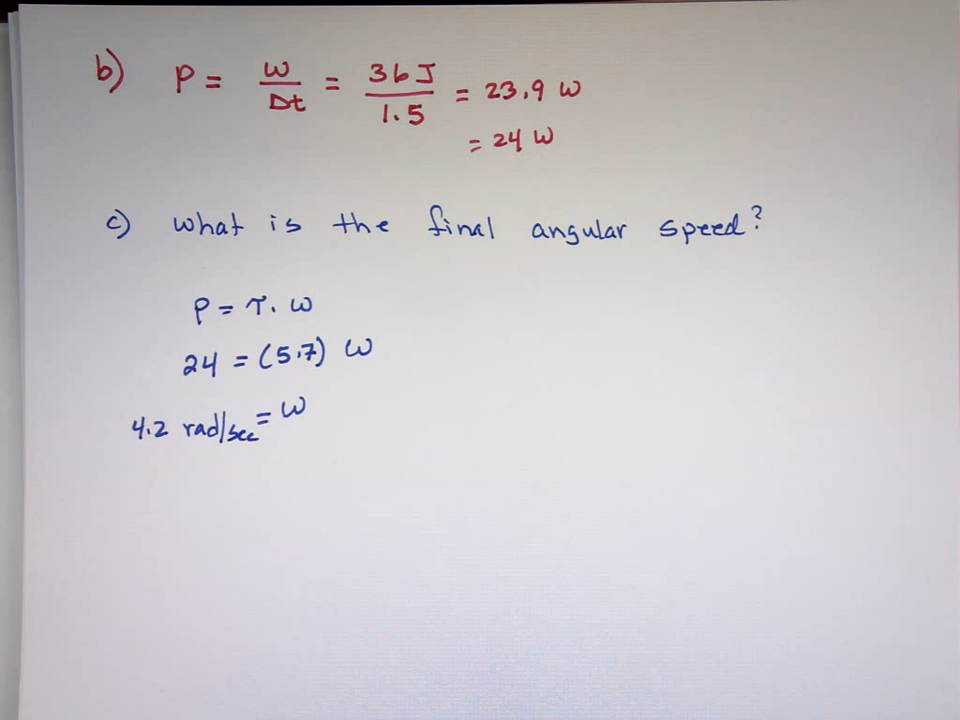 b) P = W/Δt = 36 J/1.5 = 23.9 W
= 24 W
c) What is the final angular speed?
P = τ. ω
24 = (5.7) ω
4.2 rad/sec = ω